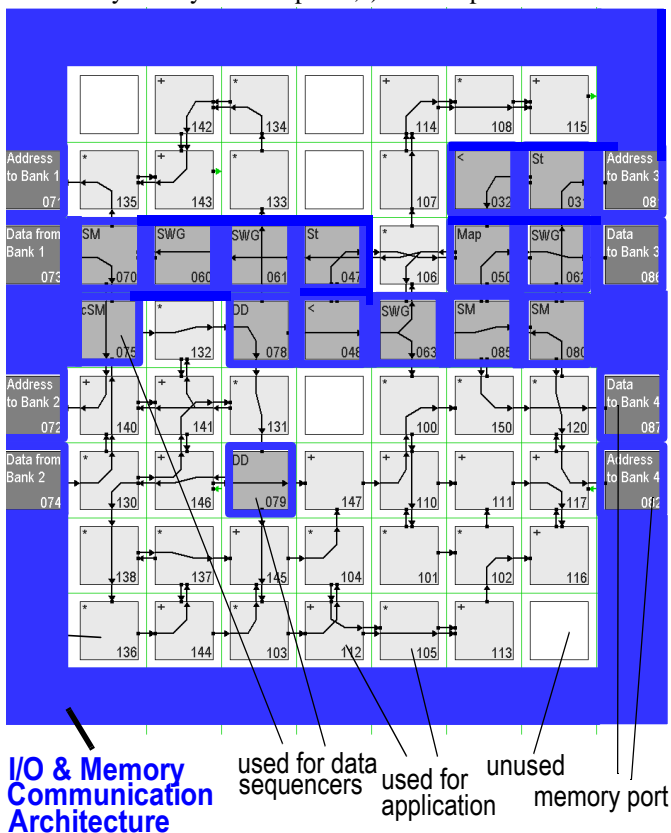 + * + * +
142 134 114 108 115
Address * + * * < St Address
to Bank 1 to Bank 3
07 135 143 133 107 032 031 08
Data from SM SWG SWG St * Map SWG Data
Bank 1 to Bank 3
073 070 060 061 047 106 050 062 086
cSM * DD < SWG SM SM
075 132 078 048 063 085 080
Address + + * + * * Data
to Bank 2 to Bank 4
072 140 141 131 100 150 120 087
Data from * + DD + + + + Address
Bank 2 to Bank 4
074 130 146 079 147 110 111 117 082
* * + * * * +
138 137 145 104 101 102 116
* + * + * +
136 144 103 112 105 113
I/O & Memory
Communication
Architecture
used for data
sequencers
used for
application
unused
memory port